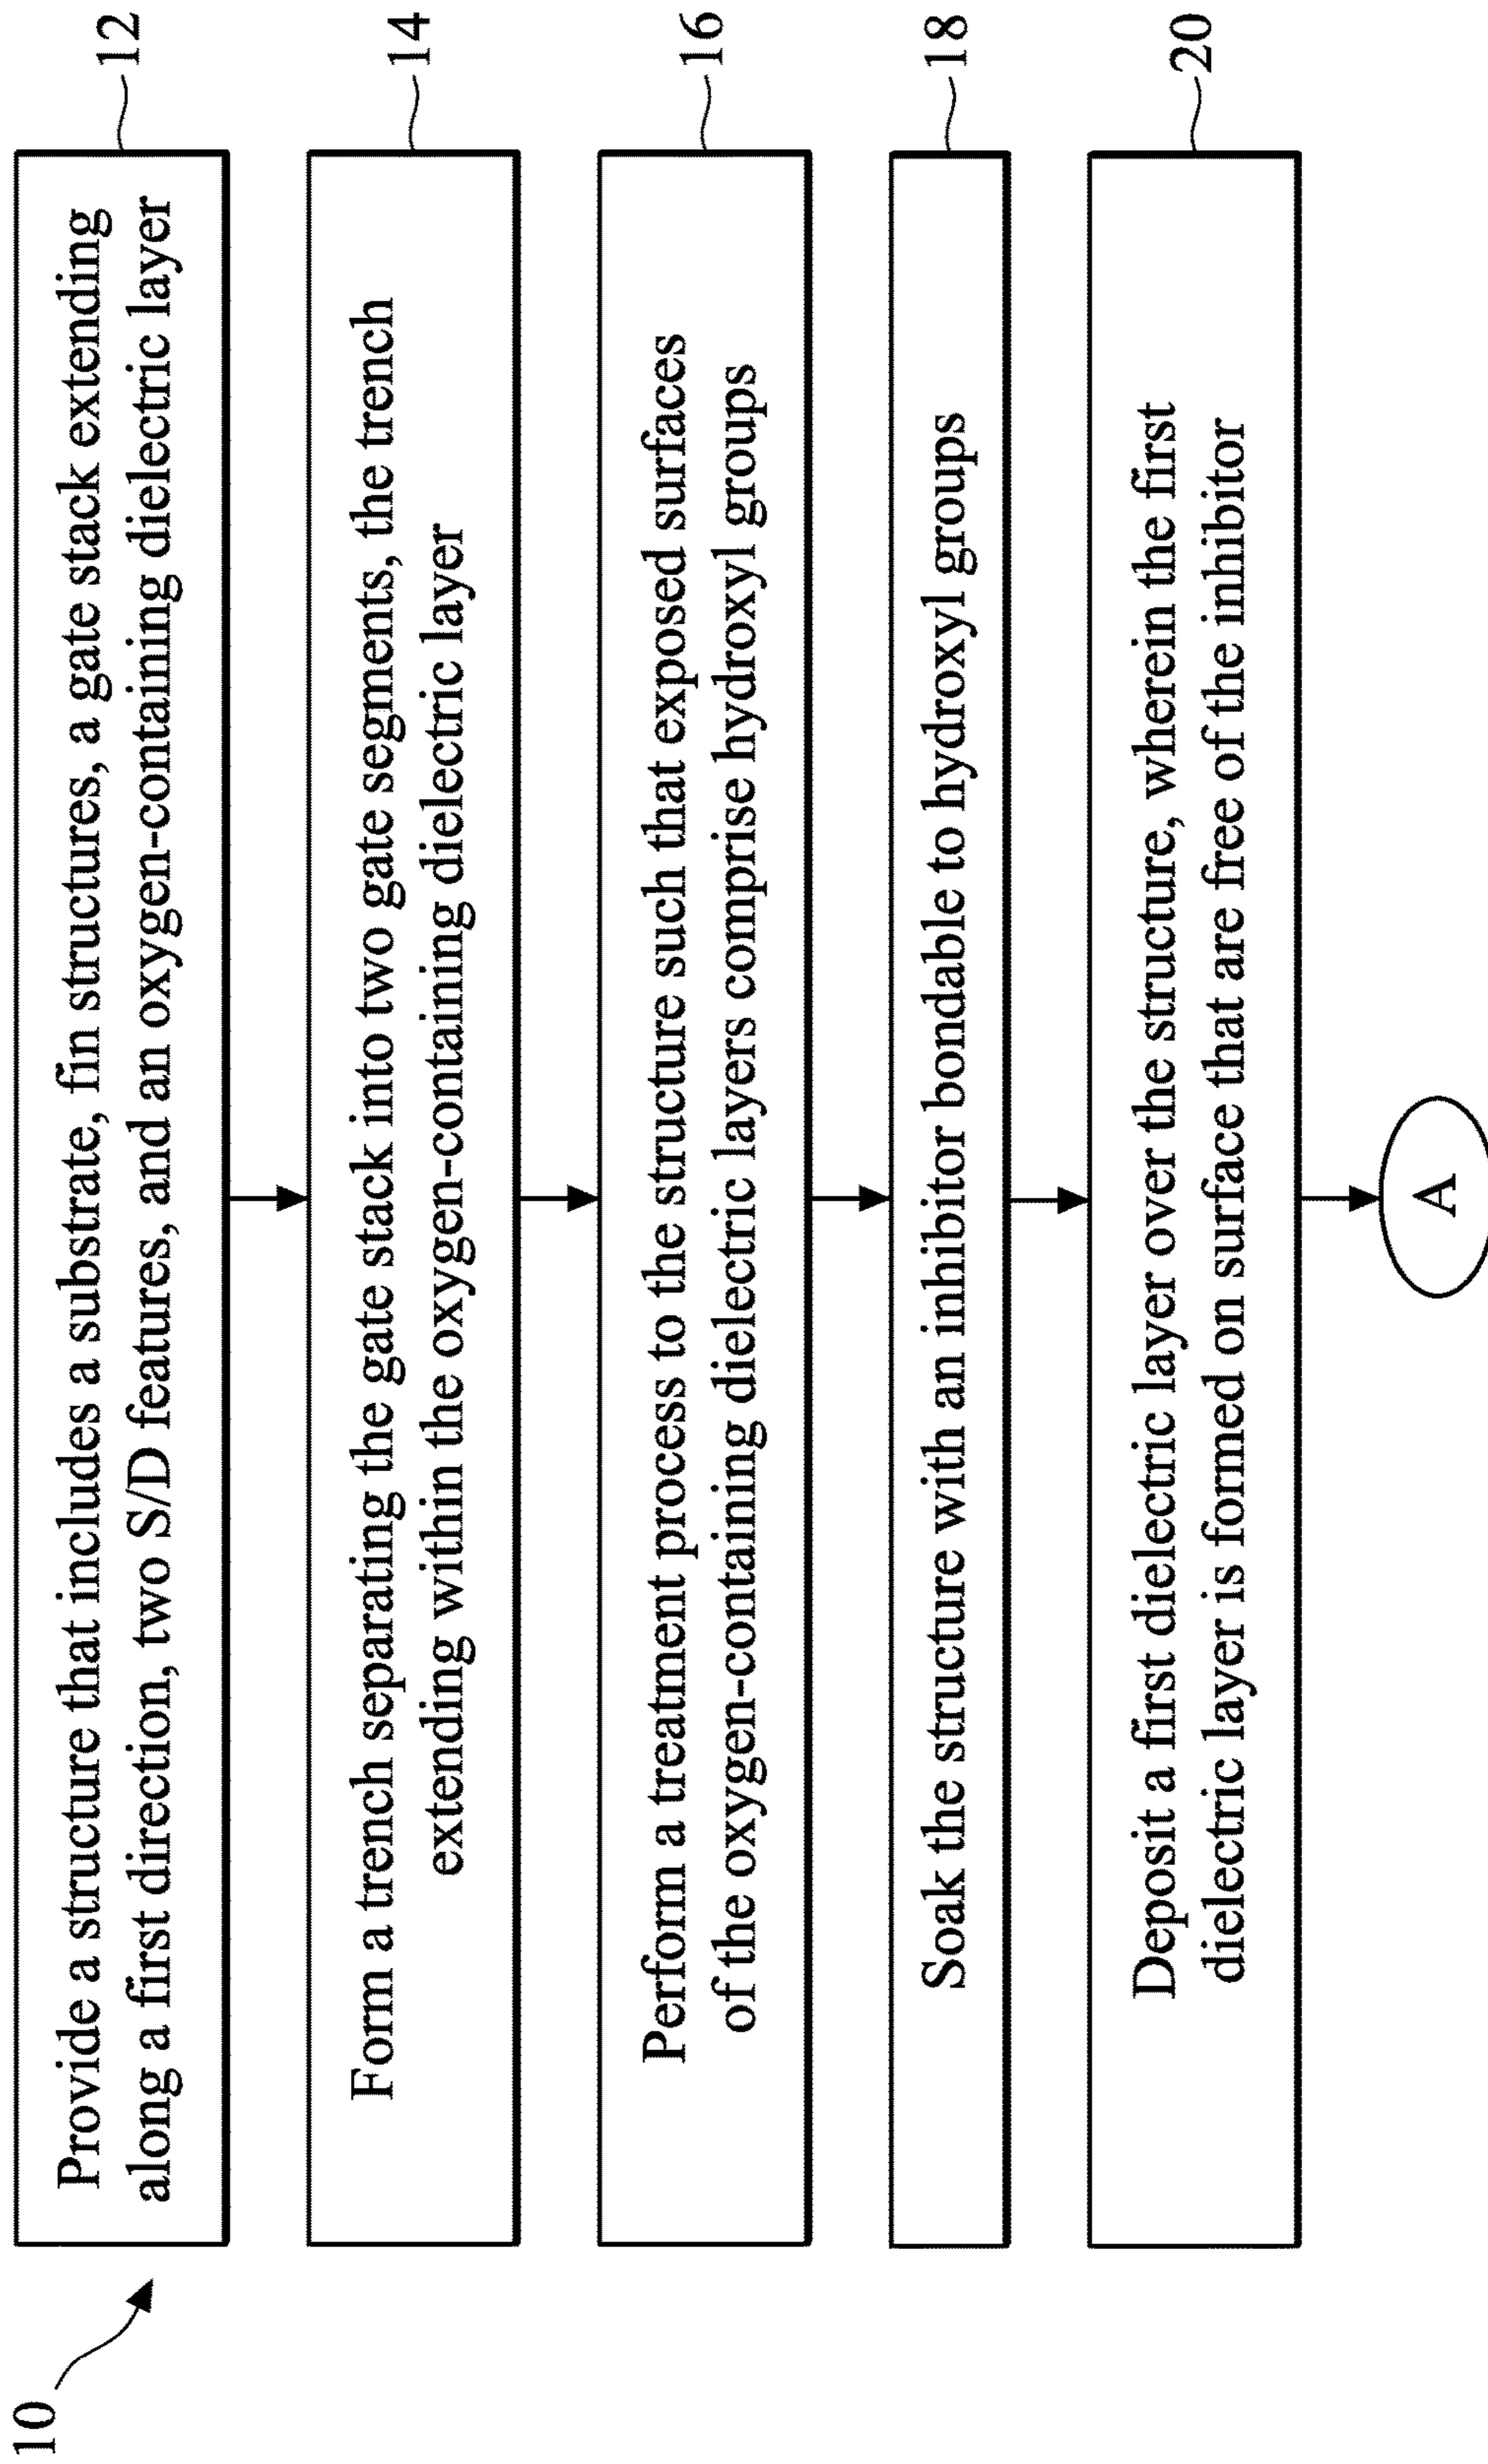 10
Provide a structure that includes a substrate, fin structures, a gate stack extending
along a first direction, two S/D features, and an oxygen-containing dielectric layer
12
Form a trench separating the gate stack into two gate segments, the trench
extending within the oxygen-containing dielectric layer
14
Perform a treatment process to the structure such that exposed surfaces
of the oxygen-containing dielectric layers comprise hydroxyl groups
16
Soak the structure with an inhibitor bondable to hydroxyl groups
18
Deposit a first dielectric layer over the structure, wherein the first
dielectric layer is formed on surface that are free of the inhibitor
20
A